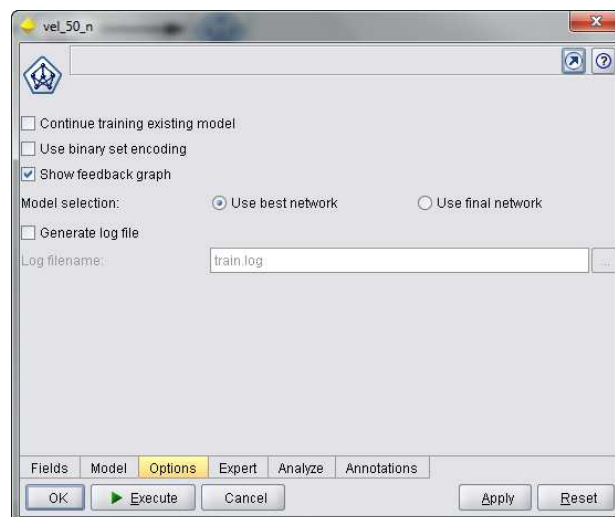 vel_50_n
Continue training existing model
Use binary set encoding
Show feedback graph
Model selection: Use best network Use final network
Generate log file
Log filename: train.log ...
Fields Model Options Expert Analyze Annotations
OK Execute Cancel Apply Reset